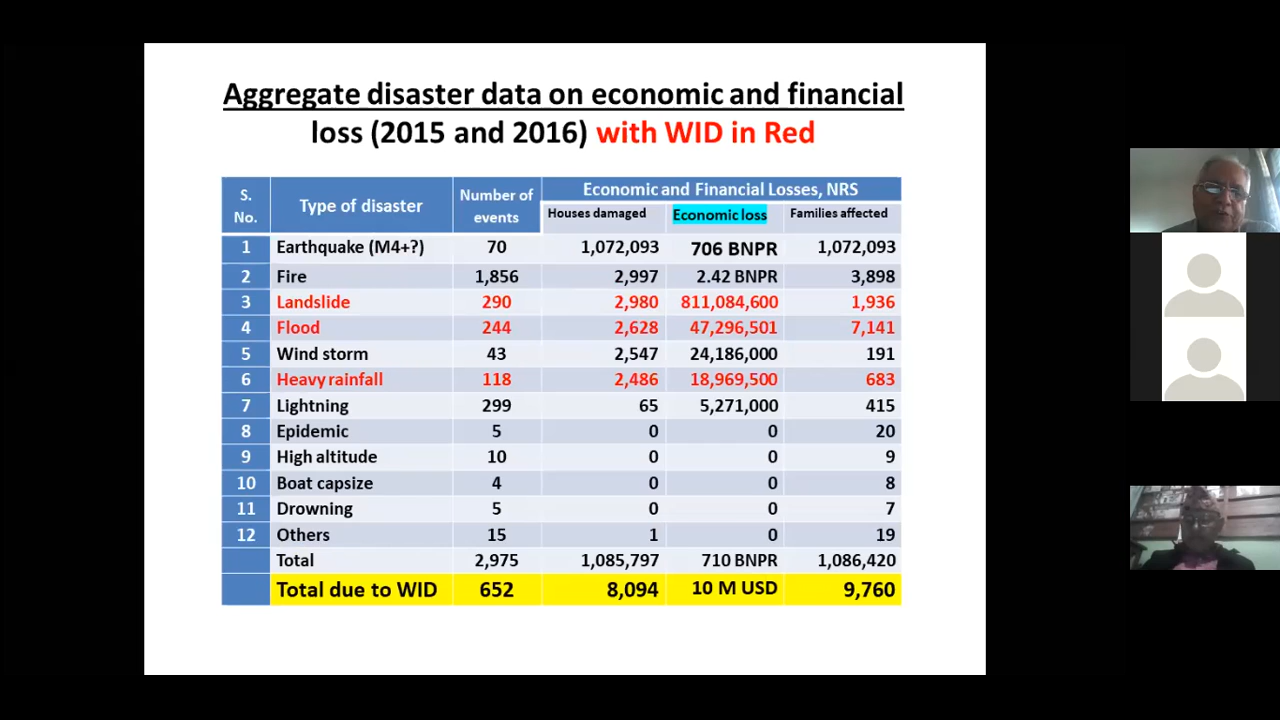 Aggregate disaster data on economic and financial
loss (2015 and 2016) with WID in Red
S. No. Type of disaster Number of events Economic and Financial Losses, NRS
Houses damaged Economic loss Families affected
1 Earthquake (M4+?) 70 1,072,093 706 BNPR 1,072,093
2 Fire 1,856 2,997 2.42 BNPR 3,898
3 Landslide 290 2,980 811,084,600 1,936
4 Flood 244 2,628 47,296,501 7,141
5 Wind storm 43 2,547 24,186,000 191
6 Heavy rainfall 118 2,486 18,969,500 683
7 Lightning 299 65 5,271,000 415
8 Epidemic 5 0 0 20
9 High altitude 10 0 0 9
10 Boat capsize 4 0 0 8
11 Drowning 5 0 0 7
12 Others 15 1 0 19
Total 2,975 1,085,797 710 BNPR 1,086,420
Total due to WID 652 8,094 10 M USD 9,760